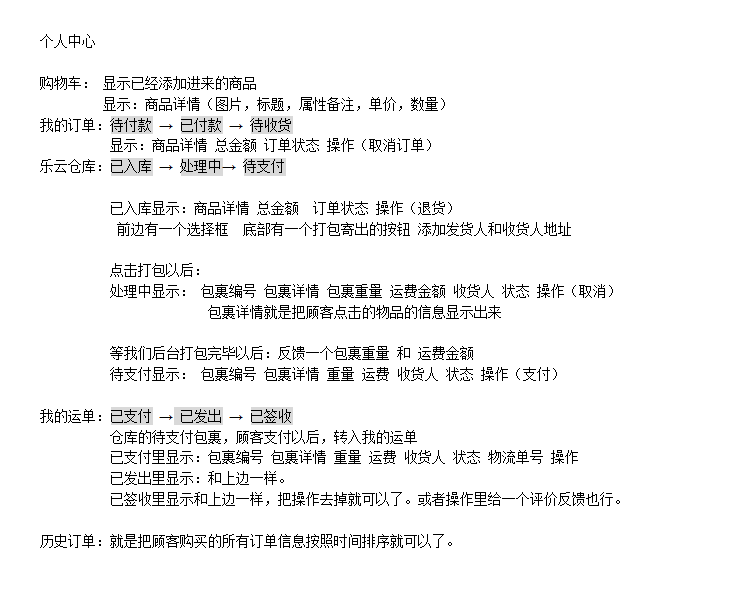 个人中心
购物车： 显示已经添加进来的商品
显示：商品详情（图片，标题，属性备注，单价，数量）
我的订单：待付款 → 已付款 → 待收货
显示：商品详情 总金额 订单状态 操作（取消订单）
乐云仓库：已入库 → 处理中→ 待支付
已入库显示：商品详情 总金额 订单状态 操作（退货）
前边有一个选择框 底部有一个打包寄出的按钮 添加发货人和收货人地址
点击打包以后：
处理中显示： 包裹编号 包裹详情 包裹重量 运费金额 收货人 状态 操作（取消）
包裹详情就是把顾客点击的物品的信息显示出来
等我们后台打包完毕以后：反馈一个包裹重量 和 运费金额
待支付显示： 包裹编号 包裹详情 重量 运费 收货人 状态 操作（支付）
我的运单：已支付 → 已发出 → 已签收
仓库的待支付包裹，顾客支付以后，转入我的运单
已支付里显示：包裹编号 包裹详情 重量 运费 收货人 状态 物流单号 操作
已发出里显示：和上边一样。
已签收里显示和上边一样，把操作去掉就可以了。或者操作里给一个评价反馈也行。
历史订单：就是把顾客购买的所有订单信息按照时间排序就可以了。